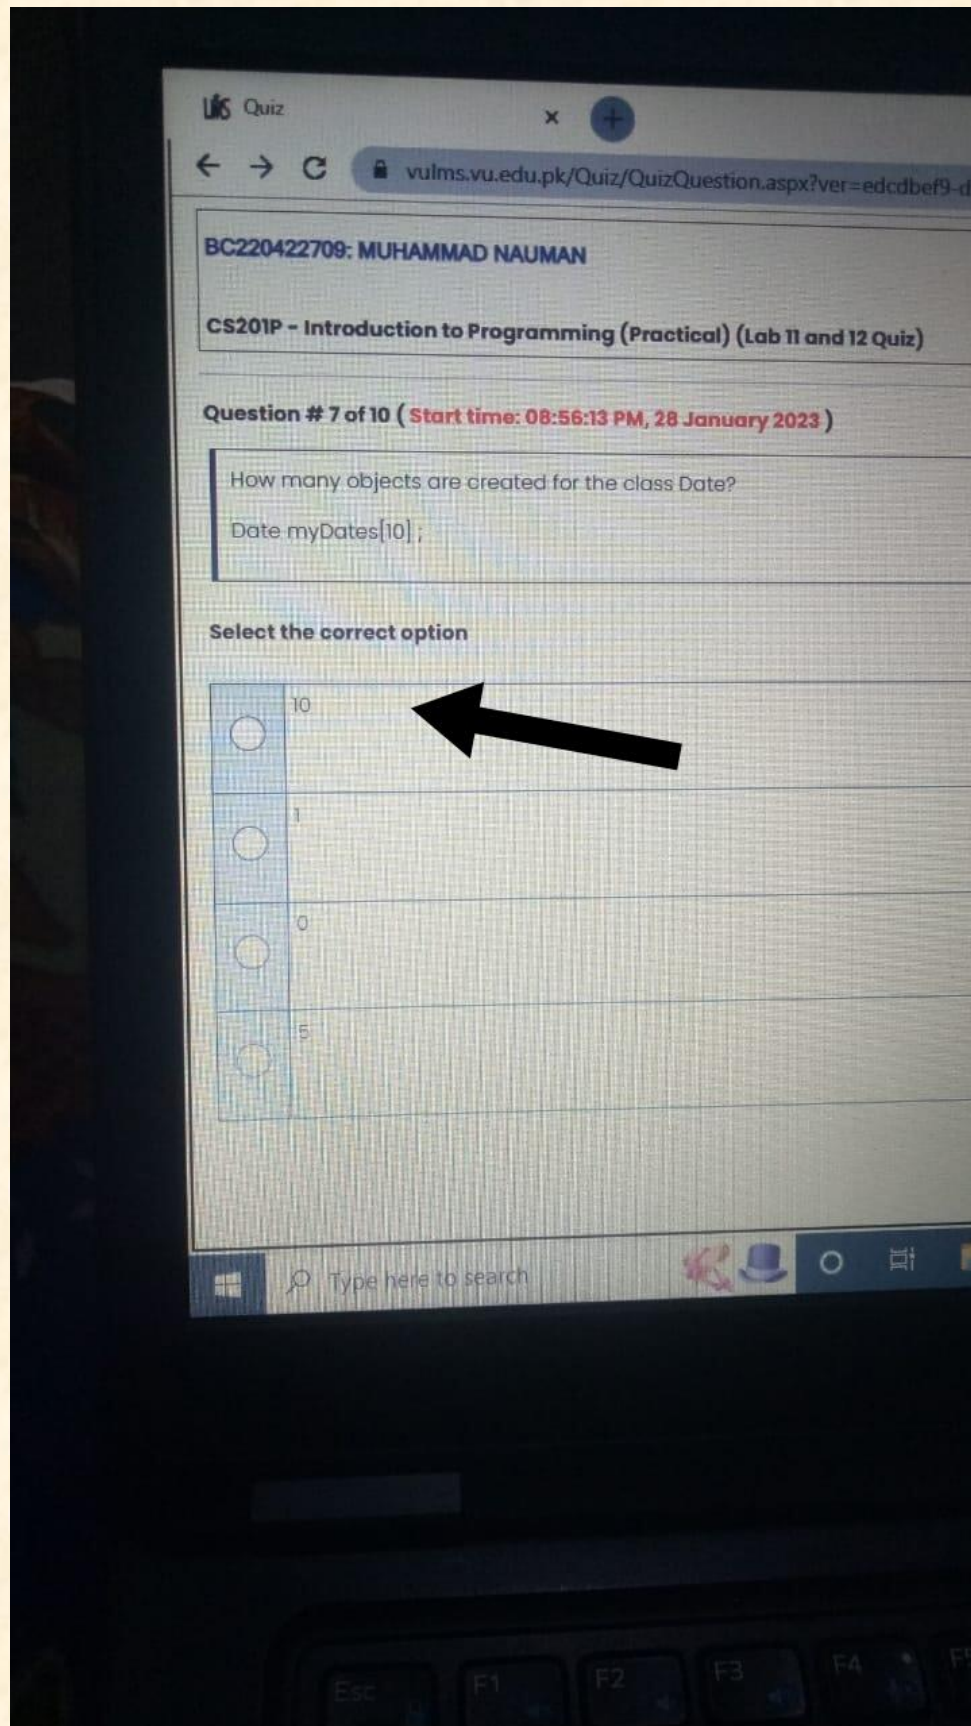 Quiz
vulms.vu.edu.pk/Quiz/QuizQuestion.aspx?ver=edcdbef9-d
BC220422709: MUHAMMAD NAUMAN
CS201P - Introduction to Programming (Practical) (Lab 11 and 12 Quiz)
Question # 7 of 10 ( Start time: 08:56:13 PM, 28 January 2023 )
How many objects are created for the class Date?
Date myDates[10] ;
Select the correct option
10
1
0
5
Type here to search
Esc F1 F2 F3 F4